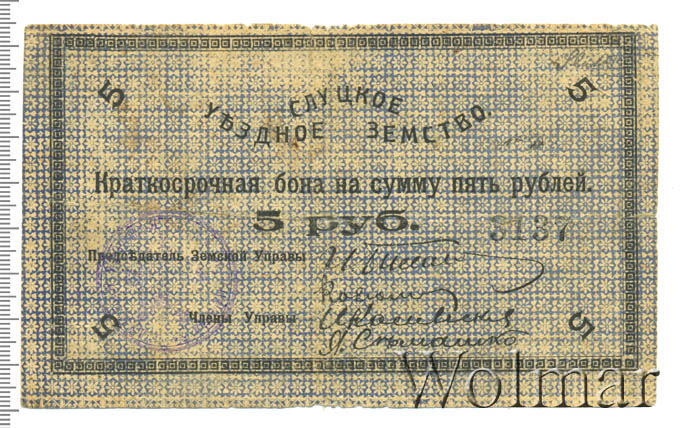 5 5
СЛУЦКОЕ
УѢЗДНОЕ ЗЕМСТВО.
Краткосрочная бона на сумму пять рублей.
5 руб. 3137
Предсѣдатель Земской Управы
Члены Управы
5 5
Wolmar